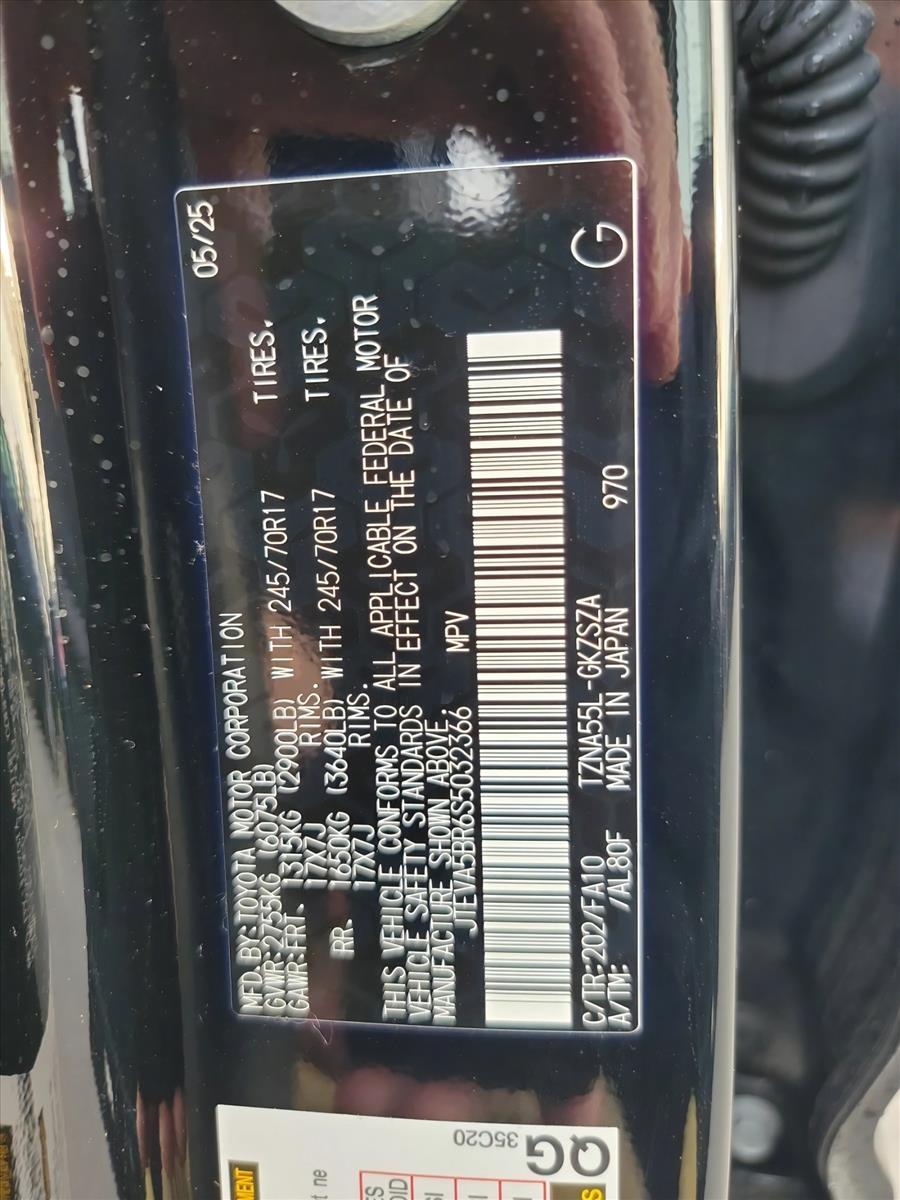 05/25
MFD.BY:TOYOTA MOTOR CORPORATION
GVWR:2755KG (6075LB)
GAWR:FRT. 1315KG (2900LB) WITH 245/70R17 TIRES,
17X7J RIMS.
RR. 1650KG (3640LB) WITH 245/70R17 TIRES,
17X7J RIMS.
THIS VEHICLE CONFORMS TO ALL APPLICABLE FEDERAL MOTOR
VEHICLE SAFETY STANDARDS IN EFFECT ON THE DATE OF
MANUFACTURE SHOWN ABOVE.
JTEVA5BR6S5032366 MPV
C/TR:202/FA10 TZNA55L-GKZSZA
A/TM: /AL80F MADE IN JAPAN 970 G
QG
35C20